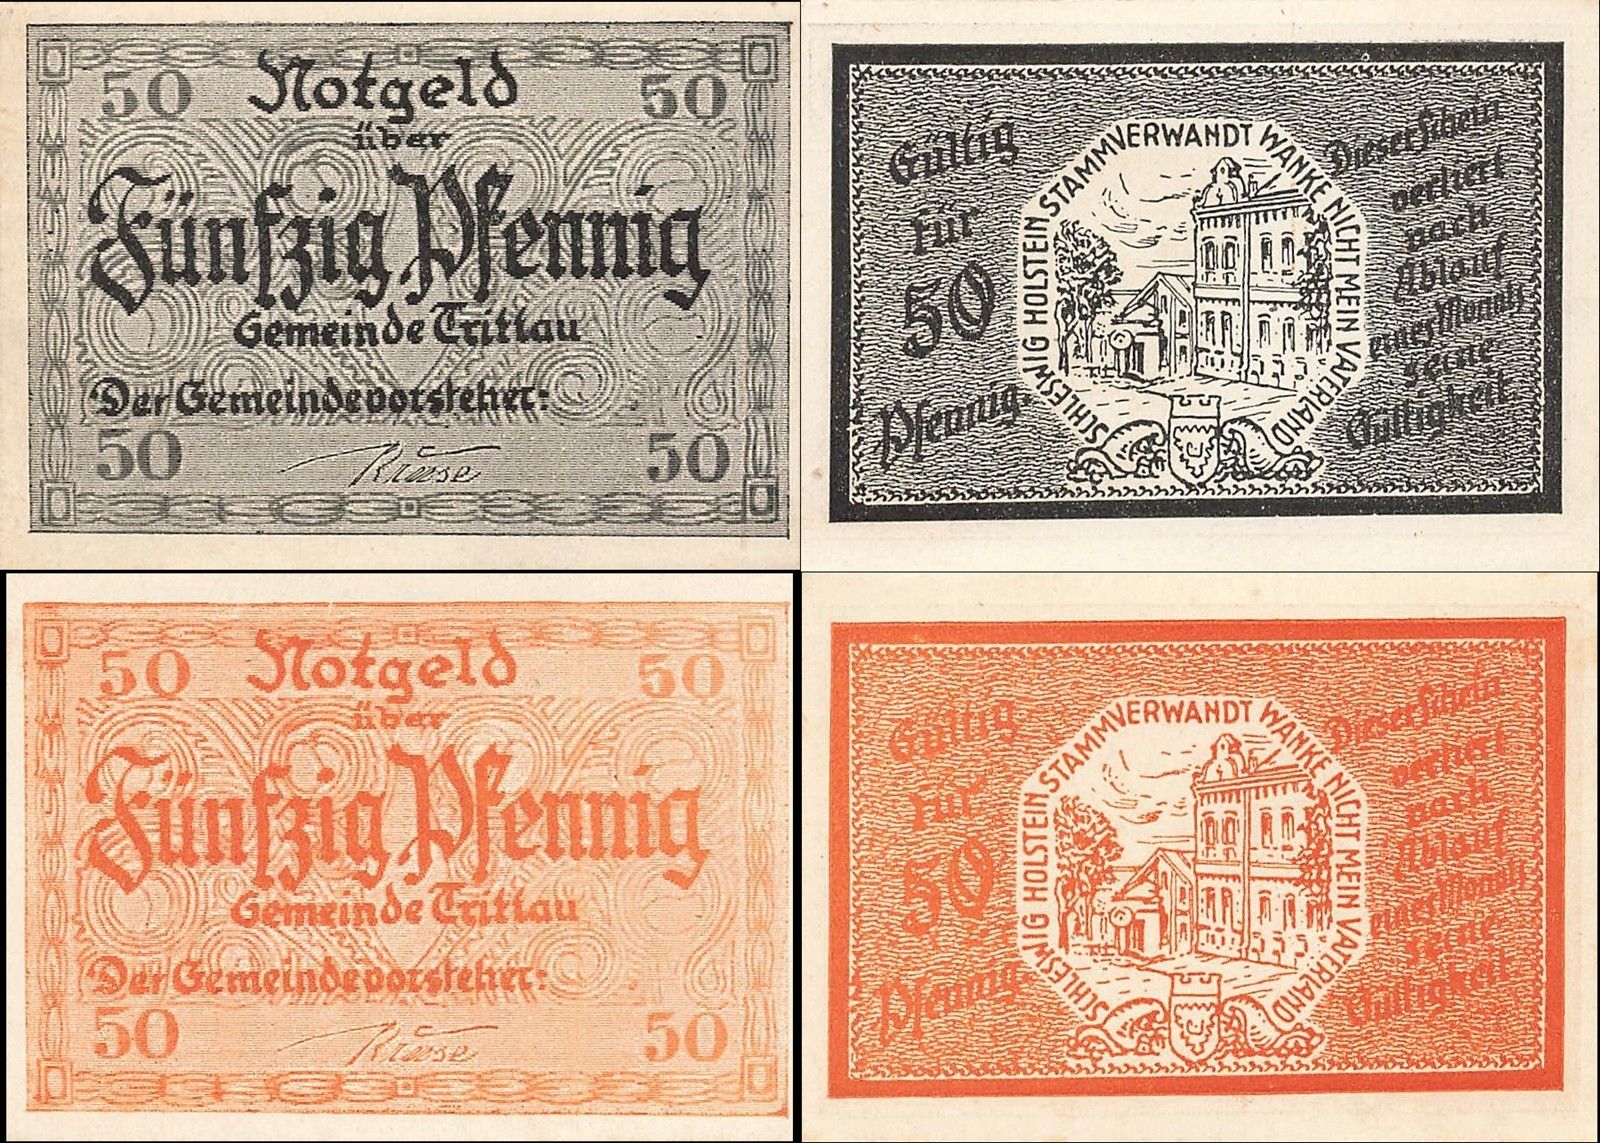 50 Notgeld 50
über
Fünfzig Pfennig
Gemeinde Trittau
Der Gemeindevorsteher:
50 Kruse 50
Gültig
für
50
Pfennig.
SCHLESWIG HOLSTEIN STAMMVERWANDT WANKE NICHT MEIN VATERLAND
Dieser Schein
verliert
nach
Ablauf
eines Monats
seine
Gültigkeit
50 Notgeld 50
über
Fünfzig Pfennig
Gemeinde Trittau
Der Gemeindevorsteher:
50 Kruse 50
Gültig
für
50
Pfennig
SCHLESWIG HOLSTEIN STAMMVERWANDT WANKE NICHT MEIN VATERLAND
Dieser Schein
verliert
nach
Ablauf
eines Monats
seine
Gültigkeit